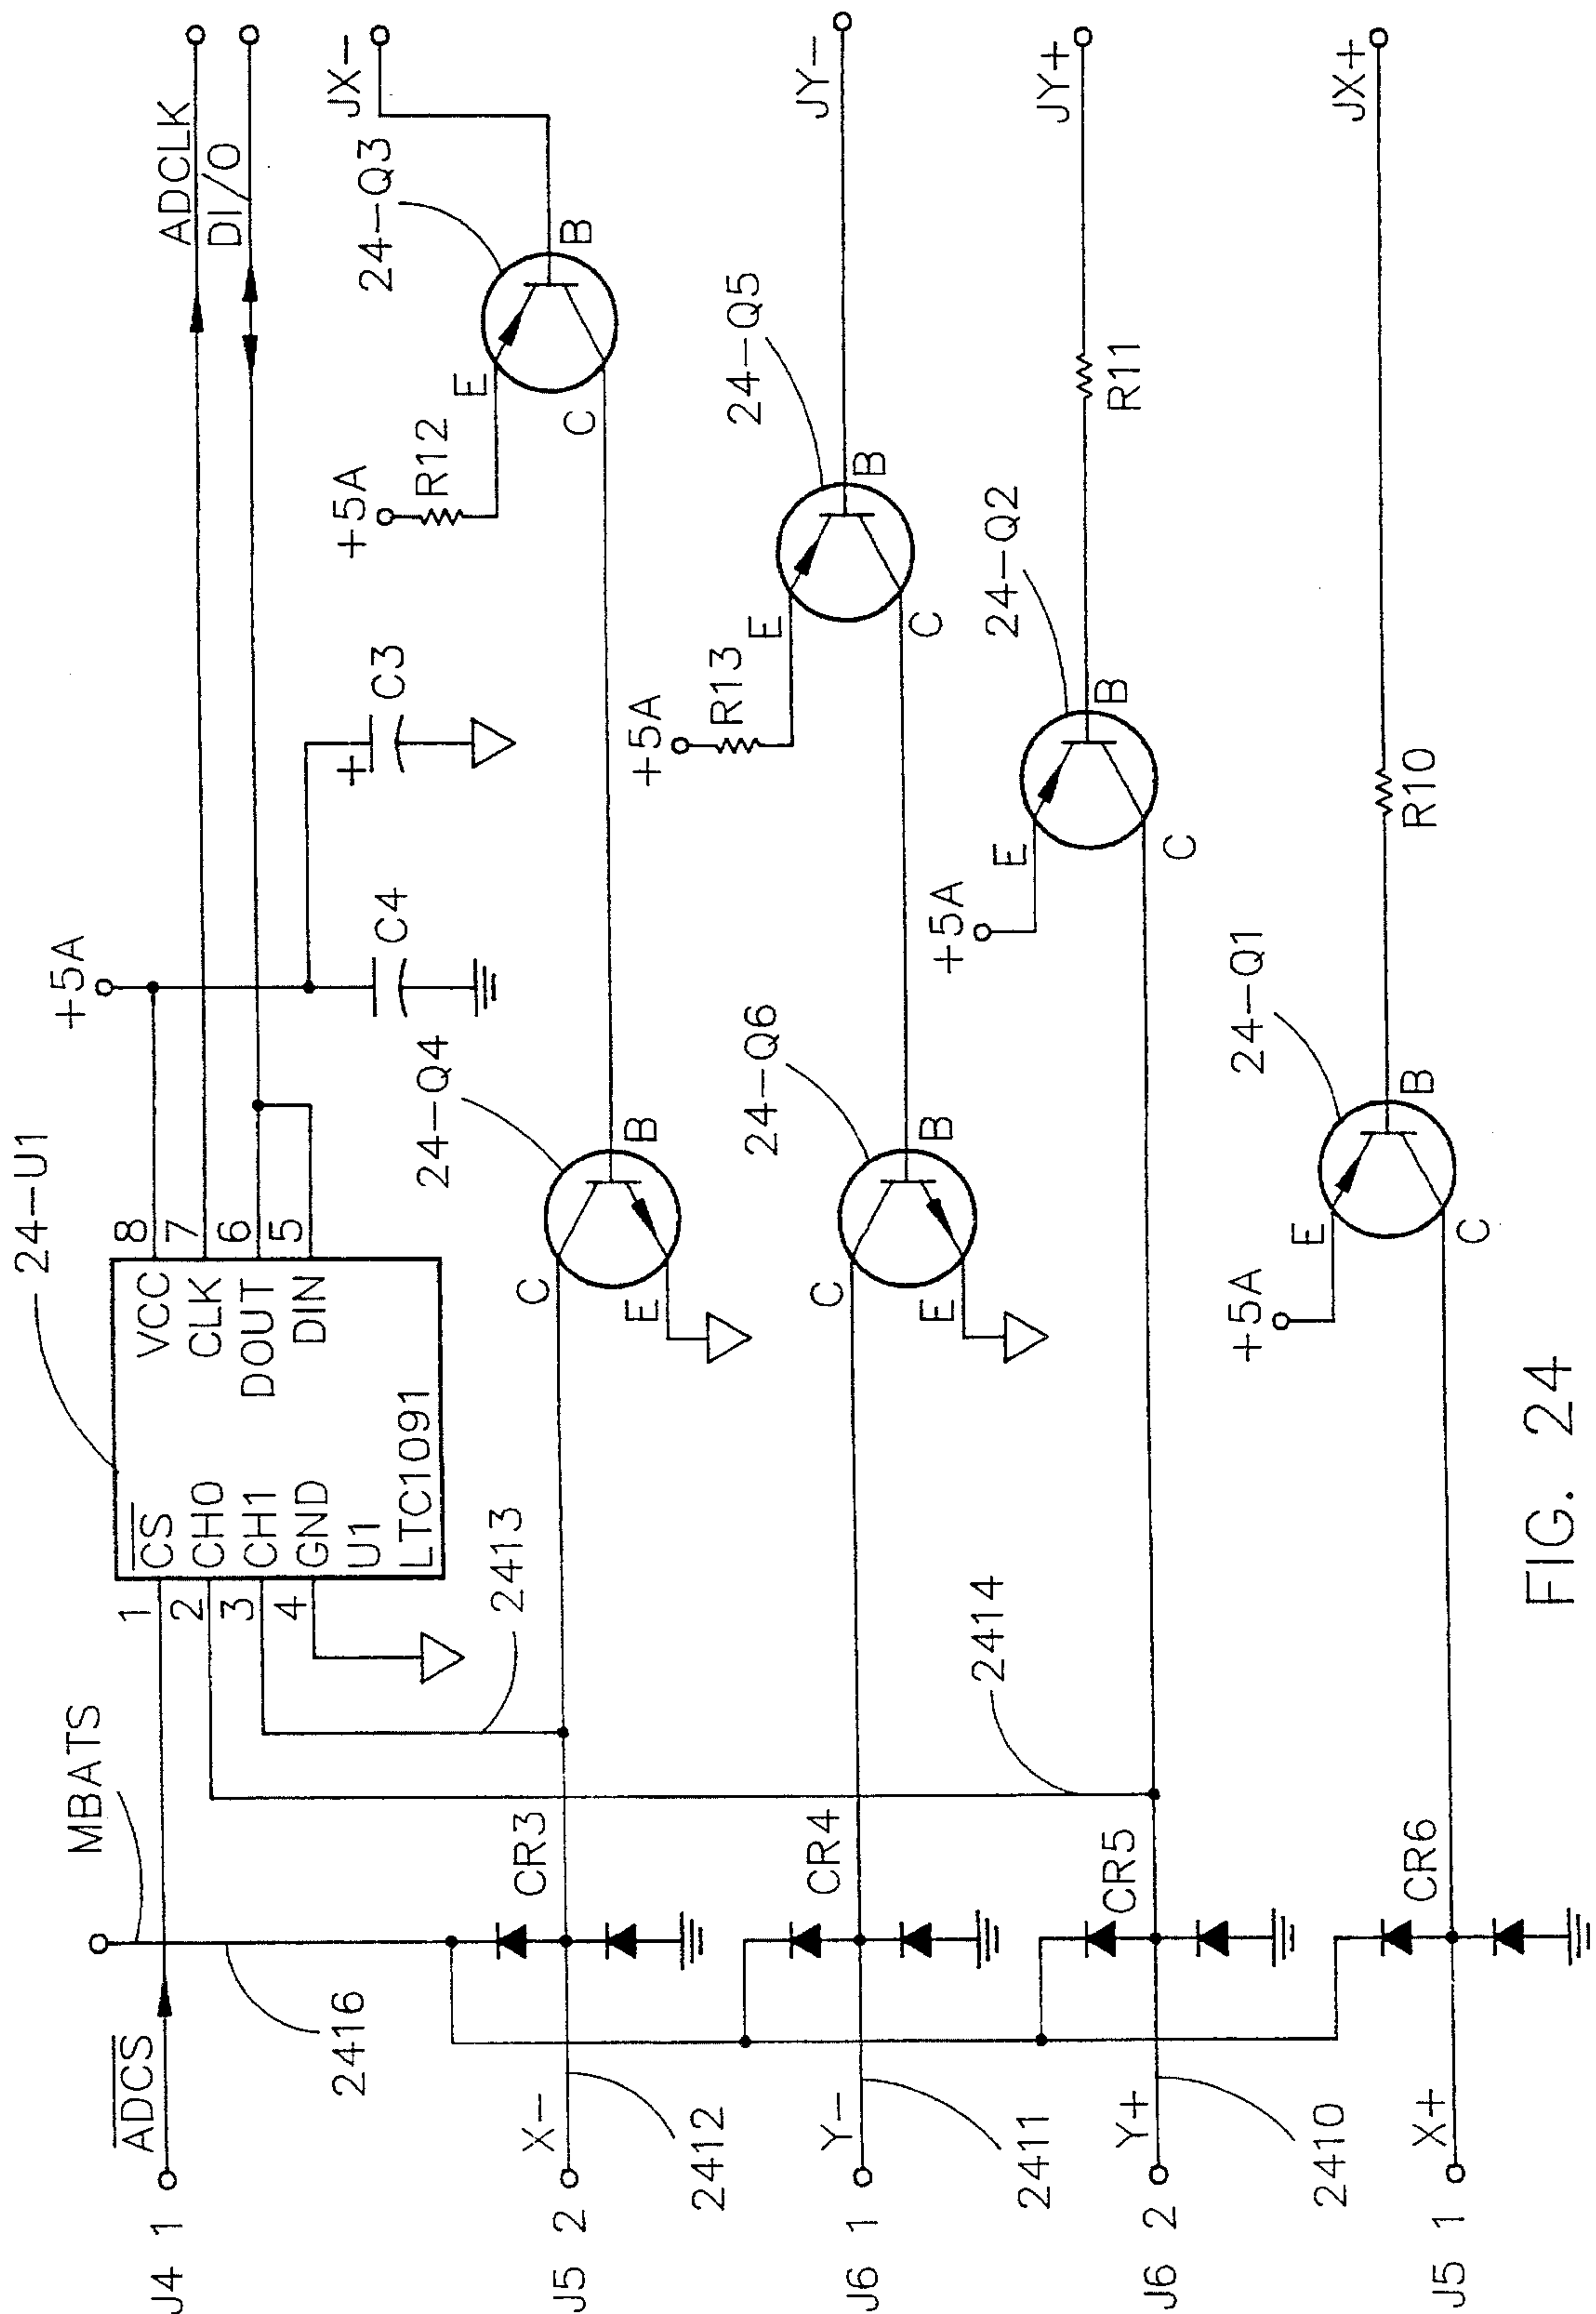 J4 1
ADCS
2416
MBATS
24-U1
1
2
3
4
CS
CH0
CH1
GND
U1
LTC1091
VCC
CLK
DOUT
DIN
8
7
6
5
+5A
C4
C3
+
ADCLK
DI/O
2413
J5 2
X-
2412
CR3
C
E
B
24-Q4
+5A
R12
E
C
B
24-Q3
JX-
J6 1
Y-
2411
CR4
C
E
B
24-Q6
+5A
R13
E
C
B
24-Q5
JY-
2414
J6 2
Y+
2410
CR5
+5A
E
C
B
24-Q2
R11
JY+
J5 1
X+
CR6
+5A
E
C
B
24-Q1
R10
JX+
FIG. 24